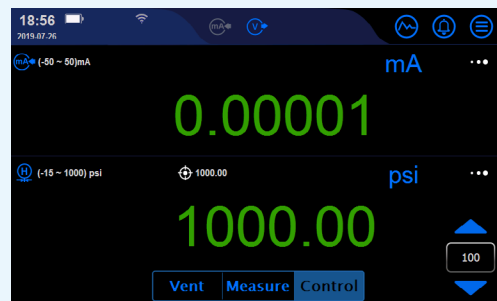 18:56
2019-07-26
mA V
mA (-50 ~ 50)mA mA
0.00001
H (-15 ~ 1000) psi 1000.00 psi
1000.00
100
Vent Measure Control